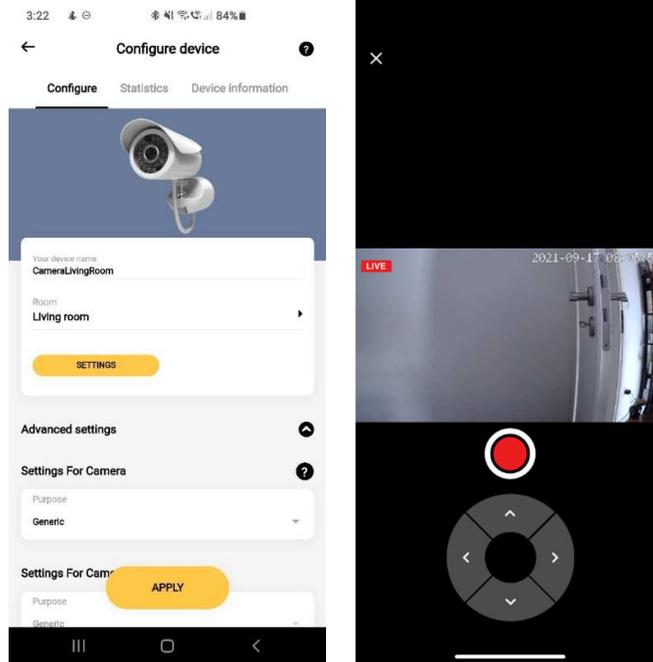 3:22
84%
Configure device
?
Configure
Statistics
Device information
Your device name
CameraLivingRoom
Room
Living room
SETTINGS
Advanced settings
Settings For Camera
?
Purpose
Generic
Settings For Came
APPLY
Purpose
Generic
LIVE
2021-09-17